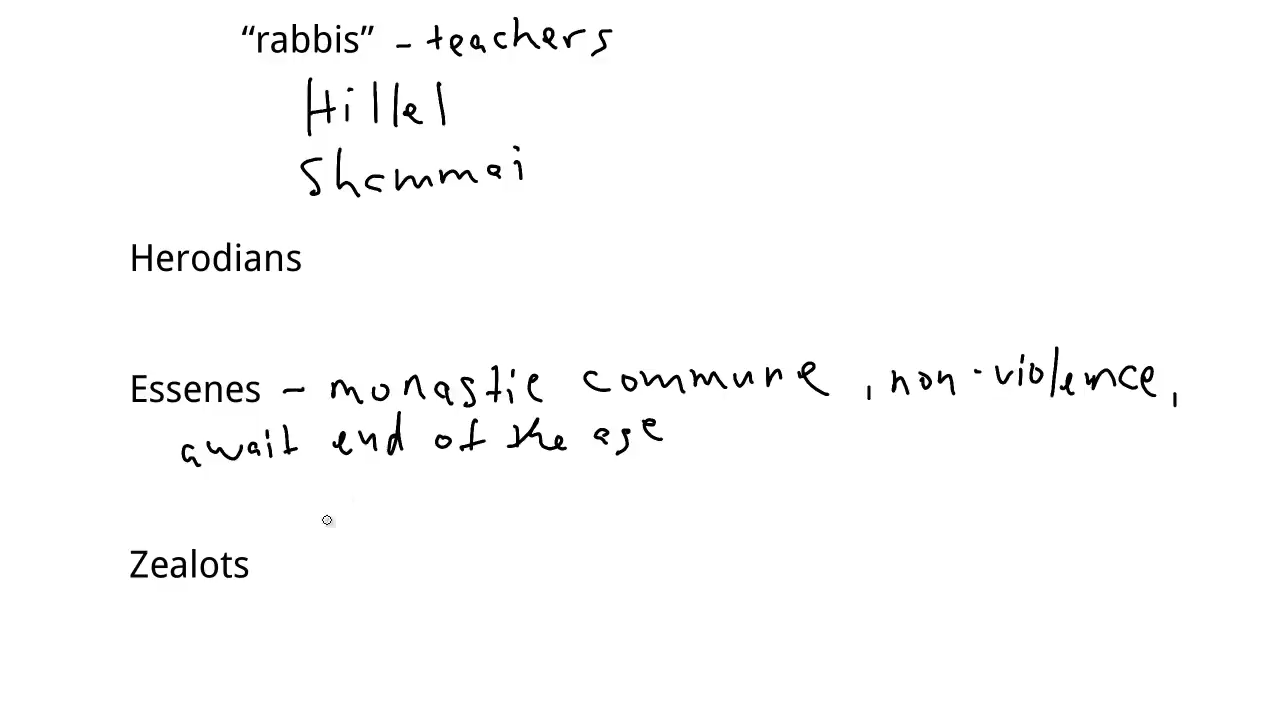 “rabbis” - teachers
Hillel
Shammai
Herodians
Essenes - monastic commune, non-violence,
await end of the age
Zealots